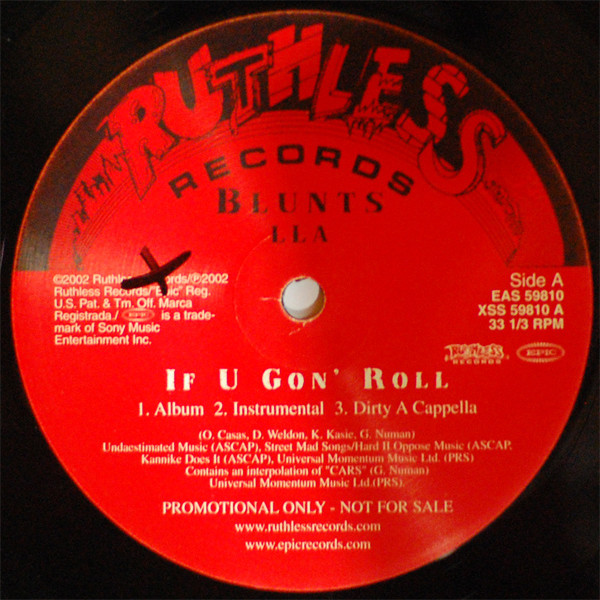 RUTHLESS
RECORDS
BLUNTS
LLA
©2002 Ruthless Records/℗2002
Ruthless Records/"Epic" Reg.
U.S. Pat. & Tm. Off. Marca
Registrada./ EPIC is a trade-
mark of Sony Music
Entertainment Inc.
Side A
EAS 59810
XSS 59810 A
33 1/3 RPM
RUTHLESS RECORDS EPIC
IF U GON' ROLL
1. Album 2. Instrumental 3. Dirty A Cappella
(O. Casas, D. Weldon, K. Kasie, G. Numan)
Undaestimated Music (ASCAP), Street Mad Songs/Hard II Oppose Music (ASCAP,
Kannike Does It (ASCAP), Universal Momentum Music Ltd. (PRS)
Contains an interpolation of "CARS" (G. Numan)
Universal Momentum Music Ltd.(PRS).
PROMOTIONAL ONLY - NOT FOR SALE
www.ruthlessrecords.com
www.epicrecords.com